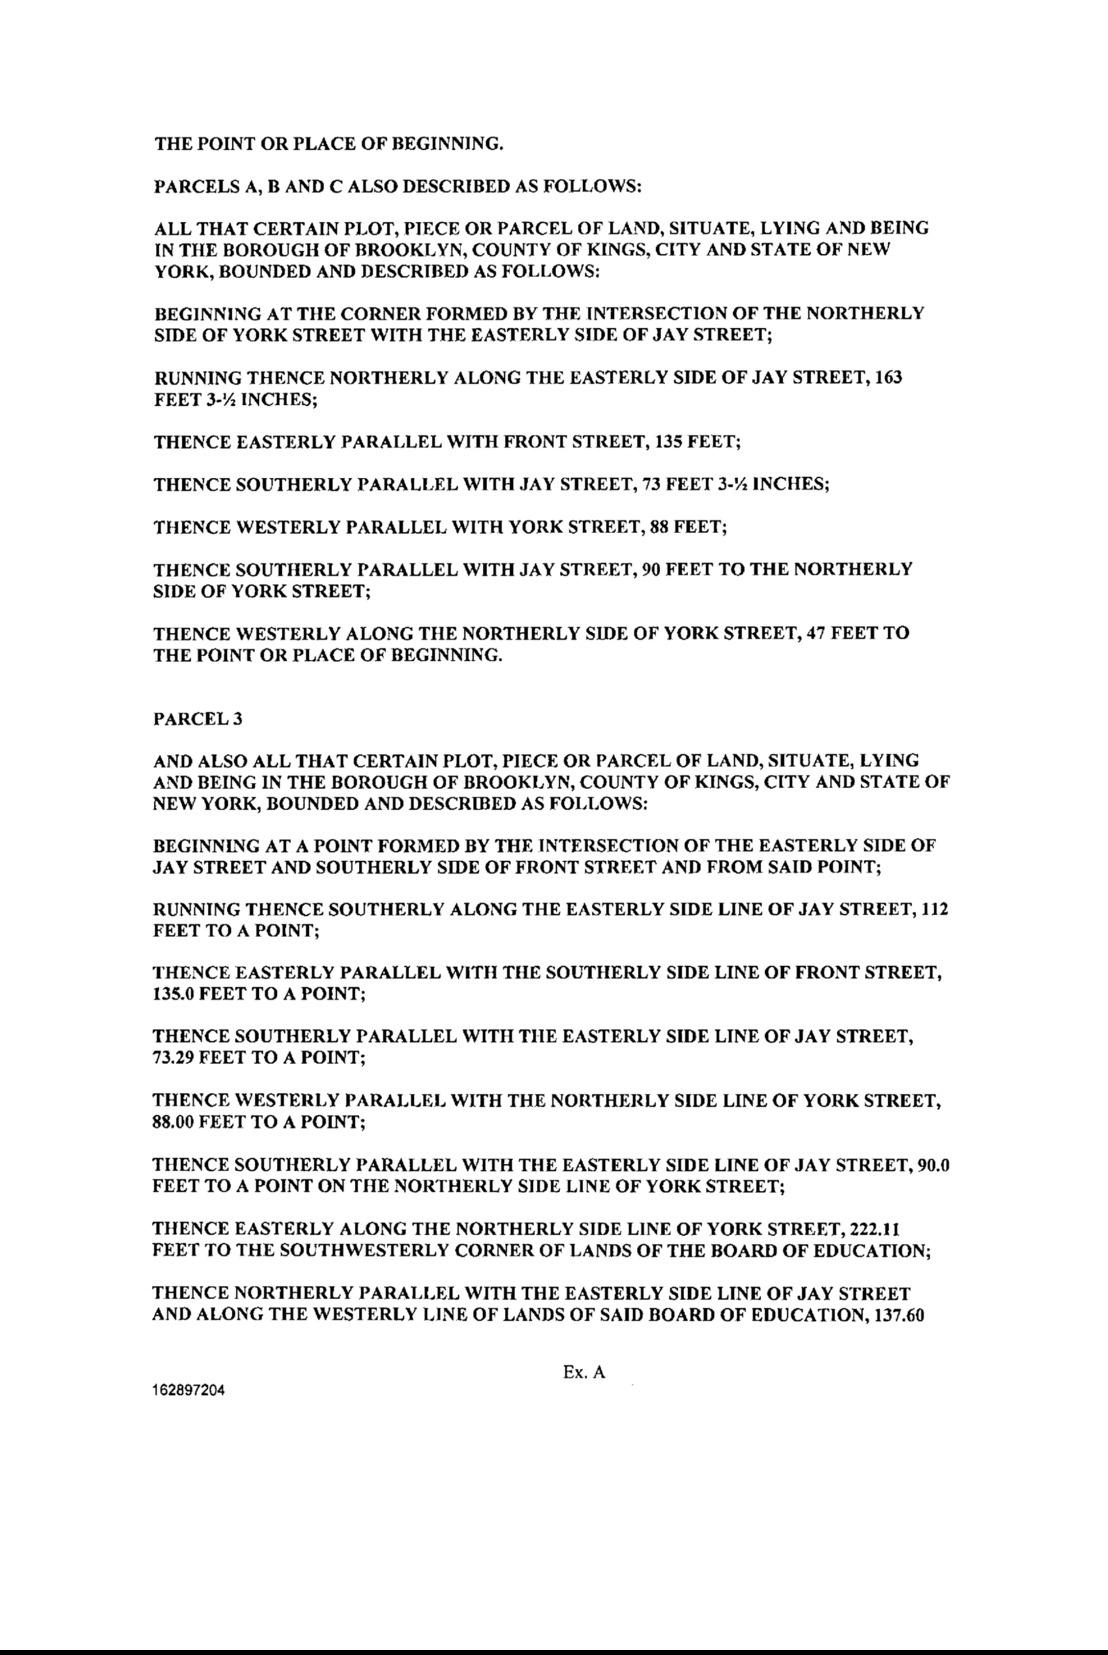 THE POINT OR PLACE OF BEGINNING.
PARCELS A, B AND C ALSO DESCRIBED AS FOLLOWS:
ALL THAT CERTAIN PLOT, PIECE OR PARCEL OF LAND, SITUATE, LYING AND BEING
IN THE BOROUGH OF BROOKLYN, COUNTY OF KINGS, CITY AND STATE OF NEW
YORK, BOUNDED AND DESCRIBED AS FOLLOWS:
BEGINNING AT THE CORNER FORMED BY THE INTERSECTION OF THE NORTHERLY
SIDE OF YORK STREET WITH THE EASTERLY SIDE OF JAY STREET;
RUNNING THENCE NORTHERLY ALONG THE EASTERLY SIDE OF JAY STREET, 163
FEET 3-½ INCHES;
THENCE EASTERLY PARALLEL WITH FRONT STREET, 135 FEET;
THENCE SOUTHERLY PARALLEL WITH JAY STREET, 73 FEET 3-½ INCHES;
THENCE WESTERLY PARALLEL WITH YORK STREET, 88 FEET;
THENCE SOUTHERLY PARALLEL WITH JAY STREET, 90 FEET TO THE NORTHERLY
SIDE OF YORK STREET;
THENCE WESTERLY ALONG THE NORTHERLY SIDE OF YORK STREET, 47 FEET TO
THE POINT OR PLACE OF BEGINNING.
PARCEL 3
AND ALSO ALL THAT CERTAIN PLOT, PIECE OR PARCEL OF LAND, SITUATE, LYING
AND BEING IN THE BOROUGH OF BROOKLYN, COUNTY OF KINGS, CITY AND STATE OF
NEW YORK, BOUNDED AND DESCRIBED AS FOLLOWS:
BEGINNING AT A POINT FORMED BY THE INTERSECTION OF THE EASTERLY SIDE OF
JAY STREET AND SOUTHERLY SIDE OF FRONT STREET AND FROM SAID POINT;
RUNNING THENCE SOUTHERLY ALONG THE EASTERLY SIDE LINE OF JAY STREET, 112
FEET TO A POINT;
THENCE EASTERLY PARALLEL WITH THE SOUTHERLY SIDE LINE OF FRONT STREET,
135.0 FEET TO A POINT;
THENCE SOUTHERLY PARALLEL WITH THE EASTERLY SIDE LINE OF JAY STREET,
73.29 FEET TO A POINT;
THENCE WESTERLY PARALLEL WITH THE NORTHERLY SIDE LINE OF YORK STREET,
88.00 FEET TO A POINT;
THENCE SOUTHERLY PARALLEL WITH THE EASTERLY SIDE LINE OF JAY STREET, 90.0
FEET TO A POINT ON THE NORTHERLY SIDE LINE OF YORK STREET;
THENCE EASTERLY ALONG THE NORTHERLY SIDE LINE OF YORK STREET, 222.11
FEET TO THE SOUTHWESTERLY CORNER OF LANDS OF THE BOARD OF EDUCATION;
THENCE NORTHERLY PARALLEL WITH THE EASTERLY SIDE LINE OF JAY STREET
AND ALONG THE WESTERLY LINE OF LANDS OF SAID BOARD OF EDUCATION, 137.60
Ex. A
162897204